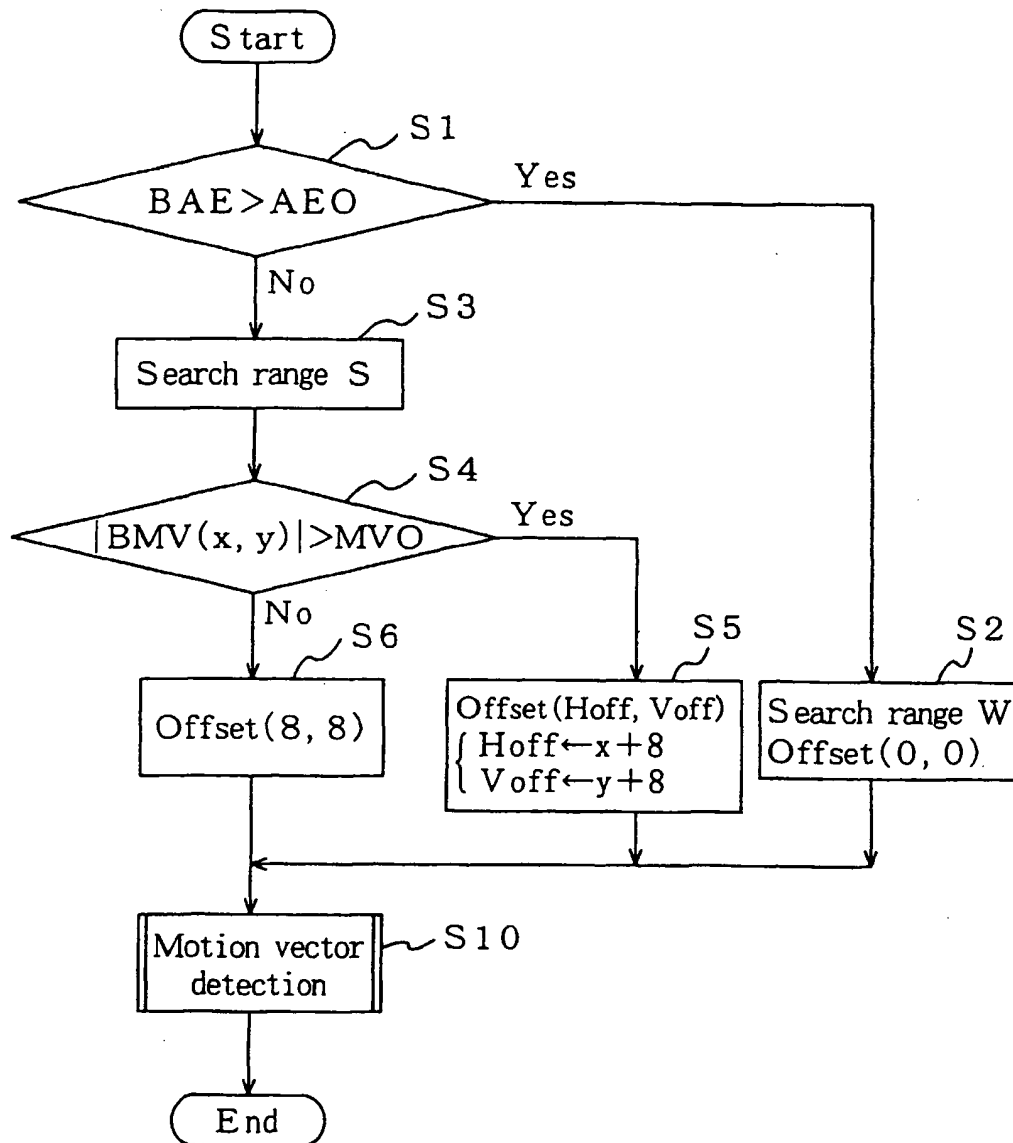 Start
S1
BAE>AEO
Yes
No
S3
Search range S
S4
|BMV(x, y)|>MVO
Yes
No
S6
Offset(8, 8)
S5
Offset(Hoff, Voff)
{ Hoff←x+8
Voff←y+8
S2
Search range W
Offset(0, 0)
Motion vector
detection
S10
End